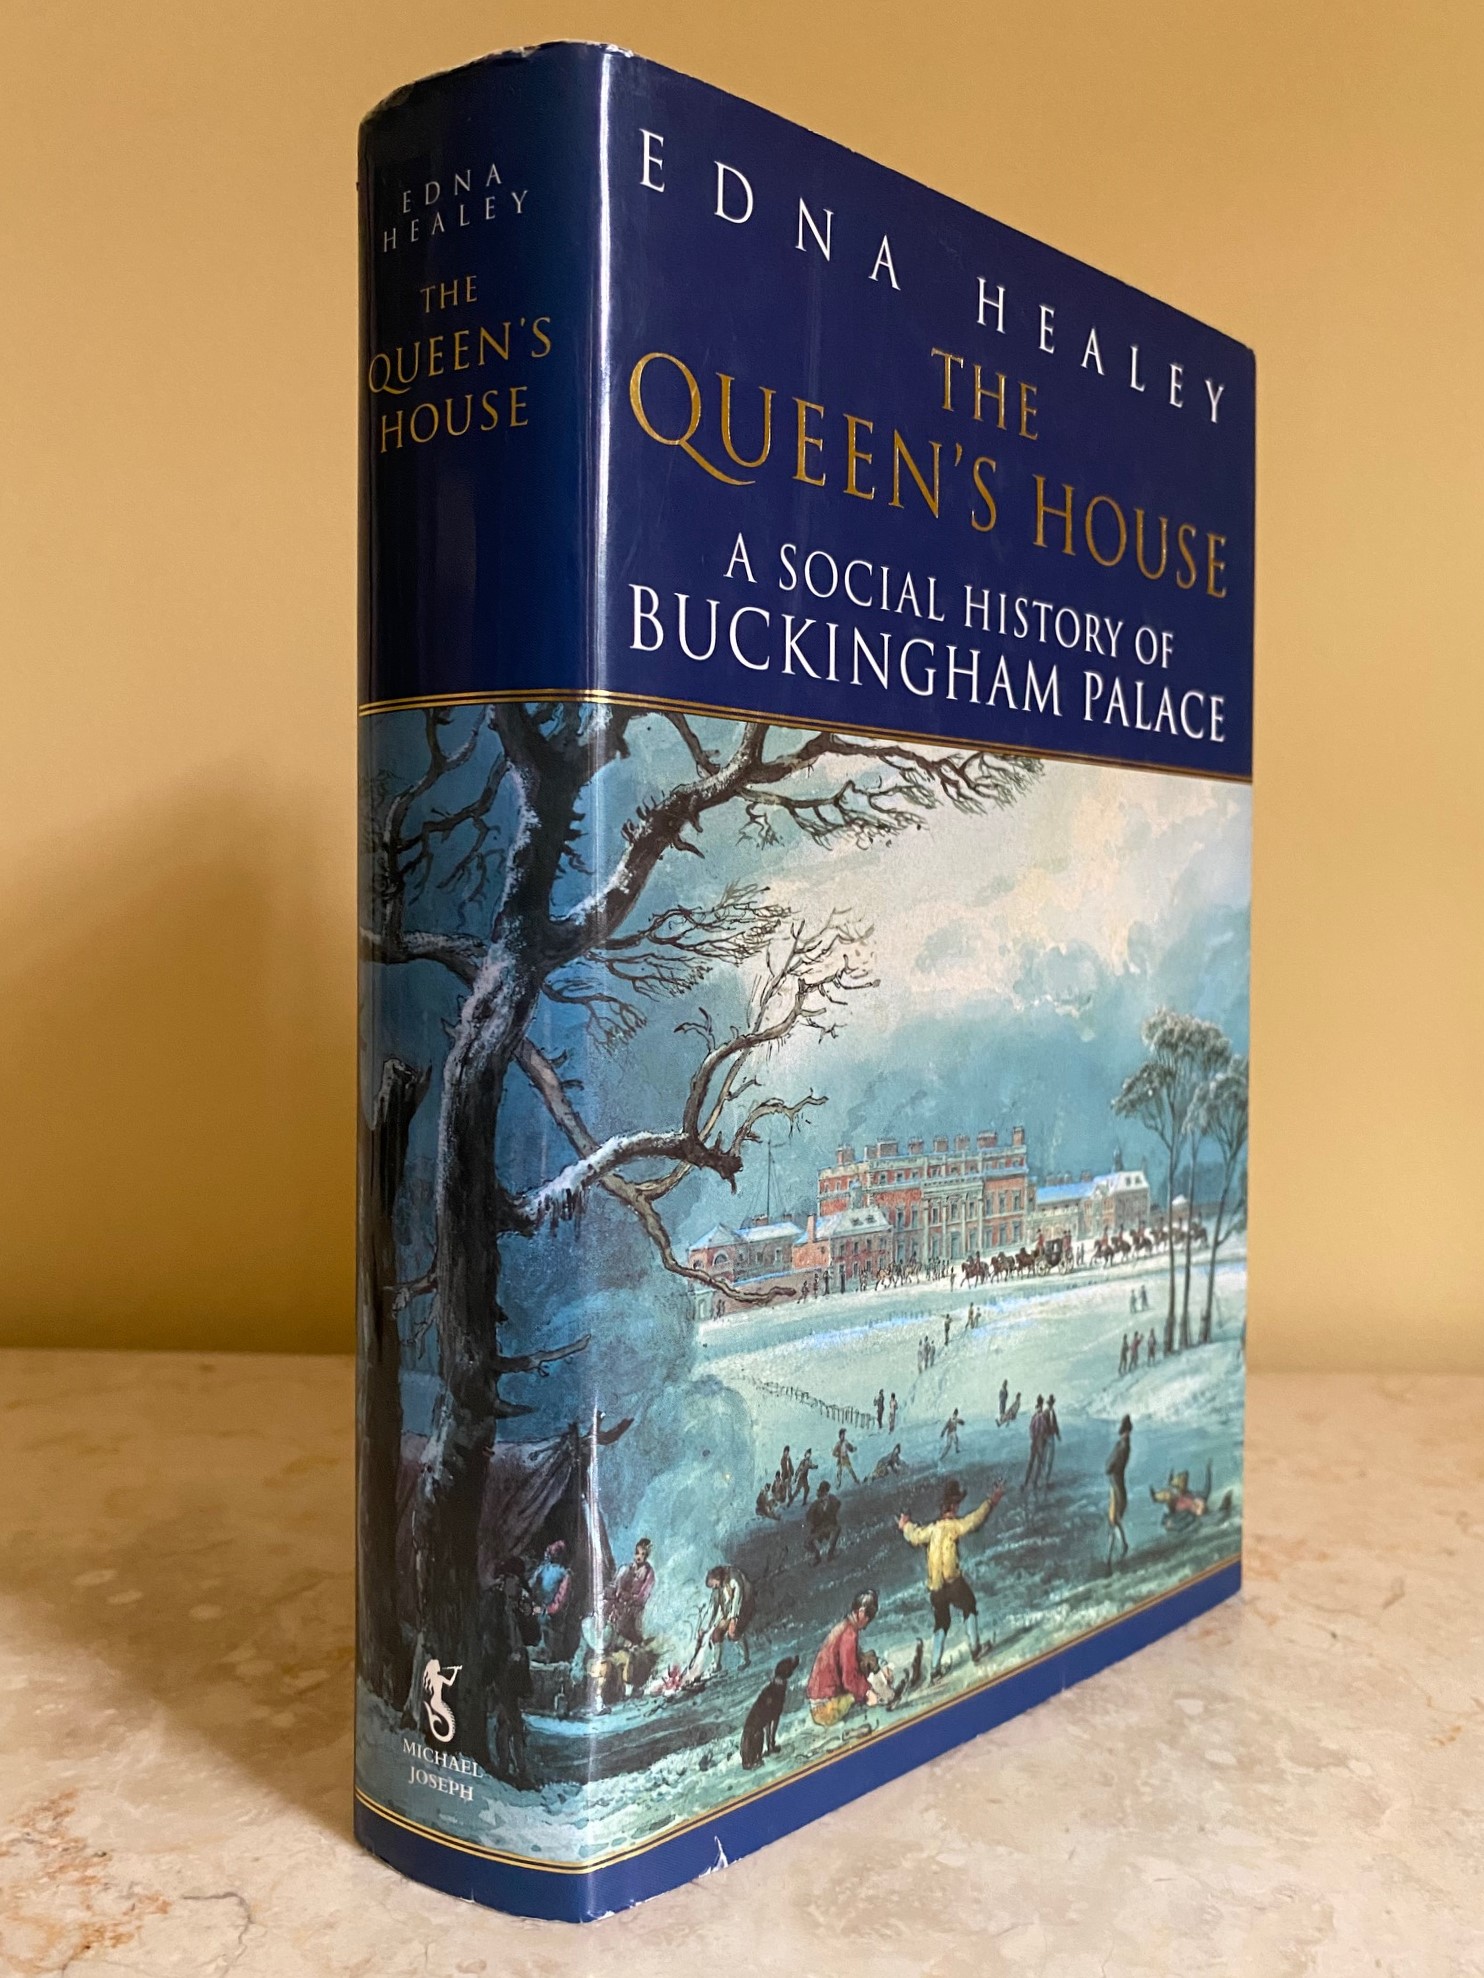 EDNA
HEALEY
THE
QUEEN'S
HOUSE
MICHAEL
JOSEPH
EDNA HEALEY
THE
QUEEN'S HOUSE
A SOCIAL HISTORY OF
BUCKINGHAM PALACE